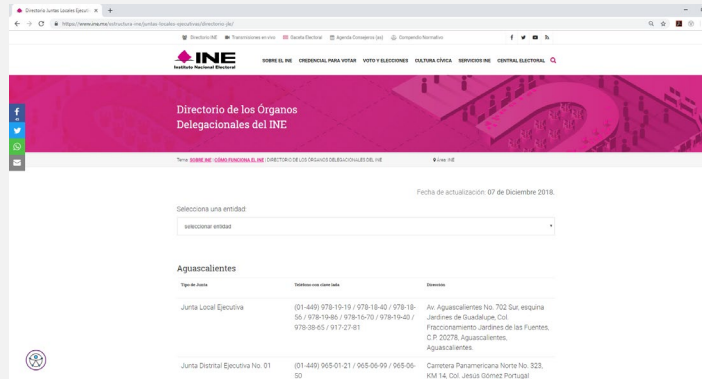 Directorio Juntas Locales Ejecuti
https://www.ine.mx/estructura-ine/juntas-locales-ejecutivas/directorio-jle/
Directorio INE Transmisiones en vivo Gaceta Electoral Agenda Consejeros (as) Compendio Normativo
INE
Instituto Nacional Electoral
SOBRE EL INE CREDENCIAL PARA VOTAR VOTO Y ELECCIONES CULTURA CÍVICA SERVICIOS INE CENTRAL ELECTORAL
Directorio de los Órganos
Delegacionales del INE
Tema: SOBRE INE | CÓMO FUNCIONA EL INE | DIRECTORIO DE LOS ÓRGANOS DELEGACIONALES DEL INE Área: INE
Fecha de actualización: 07 de Diciembre 2018.
Selecciona una entidad:
seleccionar entidad
Aguascalientes
Tipo de Junta Teléfono con clave lada Dirección
Junta Local Ejecutiva (01-449) 978-19-19 / 978-18-40 / 978-18- Av. Aguascalientes No. 702 Sur, esquina
56 / 978-19-86 / 978-16-70 / 978-19-40 / Jardines de Guadalupe, Col.
978-38-65 / 917-27-81 Fraccionamiento Jardines de las Fuentes,
C.P. 20278, Aguascalientes,
Aguascalientes.
Junta Distrital Ejecutiva No. 01 (01-449) 965-01-21 / 965-06-99 / 965-06- Carretera Panamericana Norte No. 323,
50 KM 14, Col. Jesús Gómez Portugal